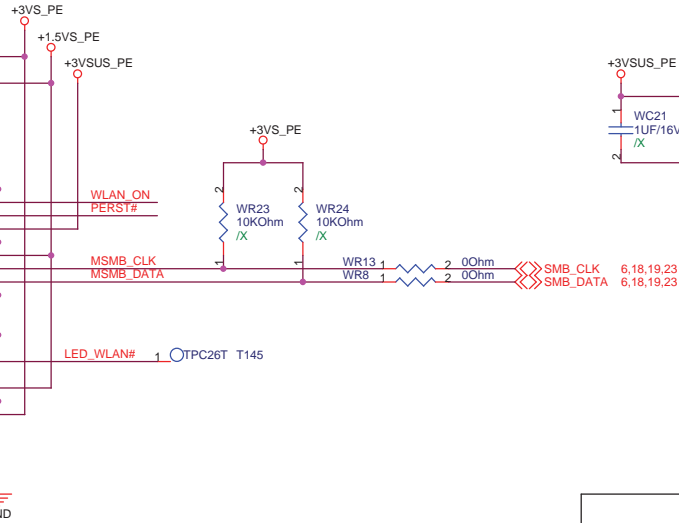 +3VS_PE
+1.5VS_PE
+3VSUS_PE
+3VSUS_PE
1
WC21
1UF/16V
/X
2
+3VS_PE
2
2
WR23
10KOhm
/X
WR24
10KOhm
/X
1
1
WLAN_ON
PERST#
MSMB_CLK
WR13 1 2 0Ohm
SMB_CLK 6,18,19,23
MSMB_DATA
WR8 1 2 0Ohm
SMB_DATA 6,18,19,23
LED_WLAN# 1 TPC26T T145